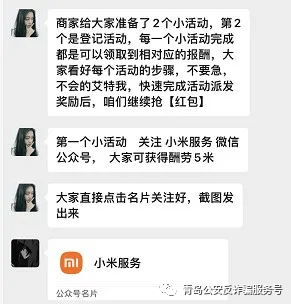 商家给大家准备了2个小活动，第2
个是登记活动，每一个小活动完成
都是可以领取到相对应的报酬，大
家看好每个活动的步骤，不要急，
不会的艾特我，快速完成活动派发
奖励后，咱们继续抢【红包】
第一个小活动 关注 小米服务 微信
公众号， 大家可获得酬劳5米
大家直接点击名片关注好，截图发
出来
小米服务
公众号名片
青岛公安反诈骗服务号